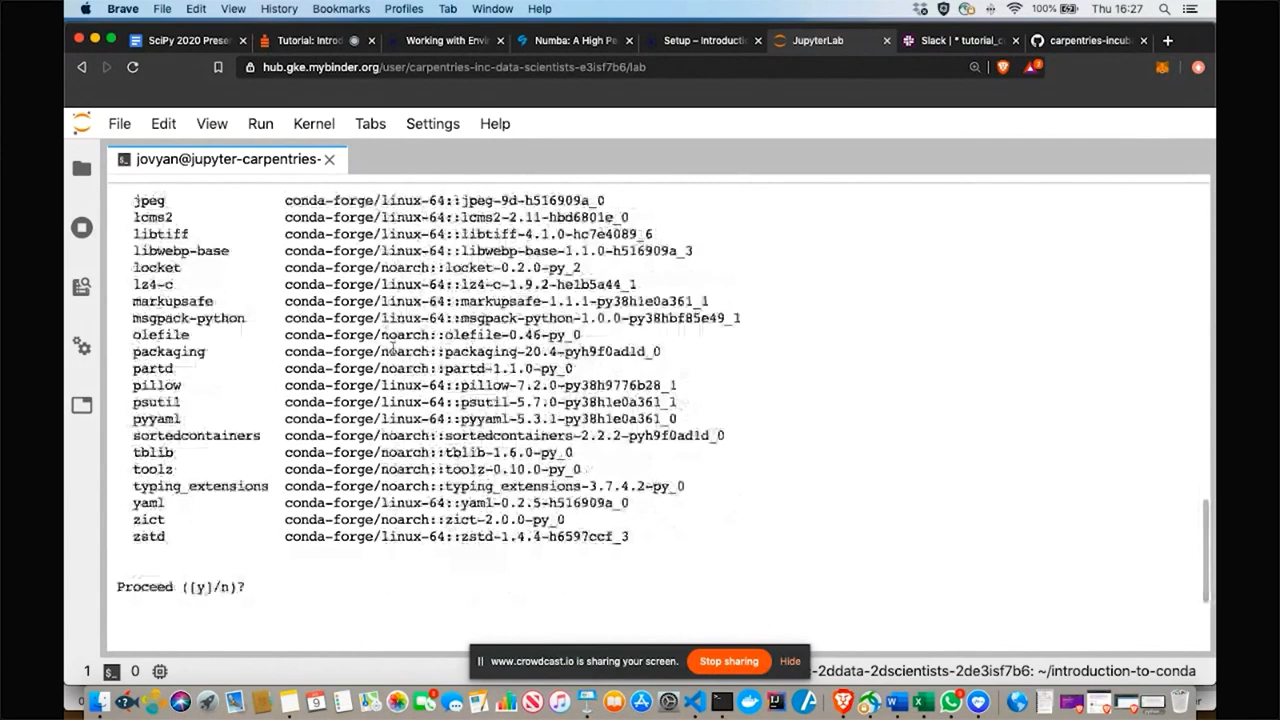 Brave File Edit View History Bookmarks Profiles Tab Window Help 100% Thu 16:27
SciPy 2020 Prese Tutorial: Intro Working with Env Numba: A High P Setup – Introductio JupyterLab Slack | * tutorial_c carpentries-incub
hub.gke.mybinder.org/user/carpentries-inc-data-scientists-e3isf7b6/lab
File Edit View Run Kernel Tabs Settings Help
jovyan@jupyter-carpentries-
jpeg conda-forge/linux-64::jpeg-9d-h516909a_0
lcms2 conda-forge/linux-64::lcms2-2.11-hbd6801e_0
libtiff conda-forge/linux-64::libtiff-4.1.0-hc7e4089_6
libwebp-base conda-forge/linux-64::libwebp-base-1.1.0-h516909a_3
locket conda-forge/noarch::locket-0.2.0-py_2
lz4-c conda-forge/linux-64::lz4-c-1.9.2-he1b5a44_1
markupsafe conda-forge/linux-64::markupsafe-1.1.1-py38h1e0a361_1
msgpack-python conda-forge/linux-64::msgpack-python-1.0.0-py38hbf85e49_1
olefile conda-forge/noarch::olefile-0.46-py_0
packaging conda-forge/noarch::packaging-20.4-pyh9f0ad1d_0
partd conda-forge/noarch::partd-1.1.0-py_0
pillow conda-forge/linux-64::pillow-7.2.0-py38h9776b28_1
psutil conda-forge/linux-64::psutil-5.7.0-py38h1e0a361_1
pyyaml conda-forge/linux-64::pyyaml-5.3.1-py38h1e0a361_0
sortedcontainers conda-forge/noarch::sortedcontainers-2.2.2-pyh9f0ad1d_0
tblib conda-forge/noarch::tblib-1.6.0-py_0
toolz conda-forge/noarch::toolz-0.10.0-py_0
typing_extensions conda-forge/noarch::typing_extensions-3.7.4.2-py_0
yaml conda-forge/linux-64::yaml-0.2.5-h516909a_0
zict conda-forge/noarch::zict-2.0.0-py_0
zstd conda-forge/linux-64::zstd-1.4.4-h6597ccf_3
Proceed ([y]/n)?
www.crowdcast.io is sharing your screen. Stop sharing Hide
1 0 -2ddata-2dscientists-2de3isf7b6: ~/introduction-to-conda